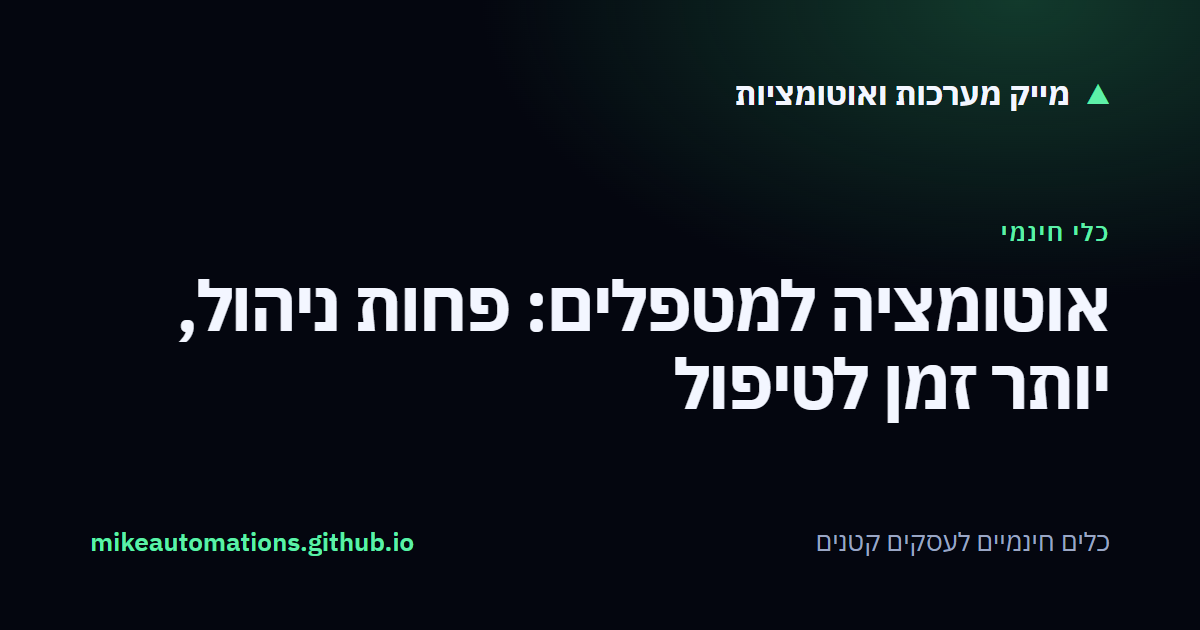 מייק מערכות ואוטומציות
כלי חינמי
אוטומציה למטפלים: פחות ניהול,
יותר זמן לטיפול
כלים חינמיים לעסקים קטנים
mikeautomations.github.io